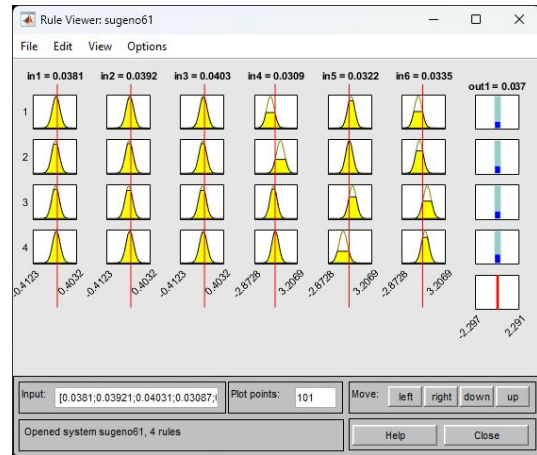 Rule Viewer: sugeno61
File Edit View Options
in1 = 0.0381 in2 = 0.0392 in3 = 0.0403 in4 = 0.0309 in5 = 0.0322 in6 = 0.0335 out1 = 0.037
1
2
3
4
-0.4123 0.4032 -0.4123 0.4032 -0.4123 0.4032 -2.8728 3.2069 -2.8728 3.2069 -2.8728 3.2069
-2.297 2.291
Input: [0.0381;0.03921;0.04031;0.03087;( Plot points: 101 Move: left right down up
Opened system sugeno61, 4 rules Help Close